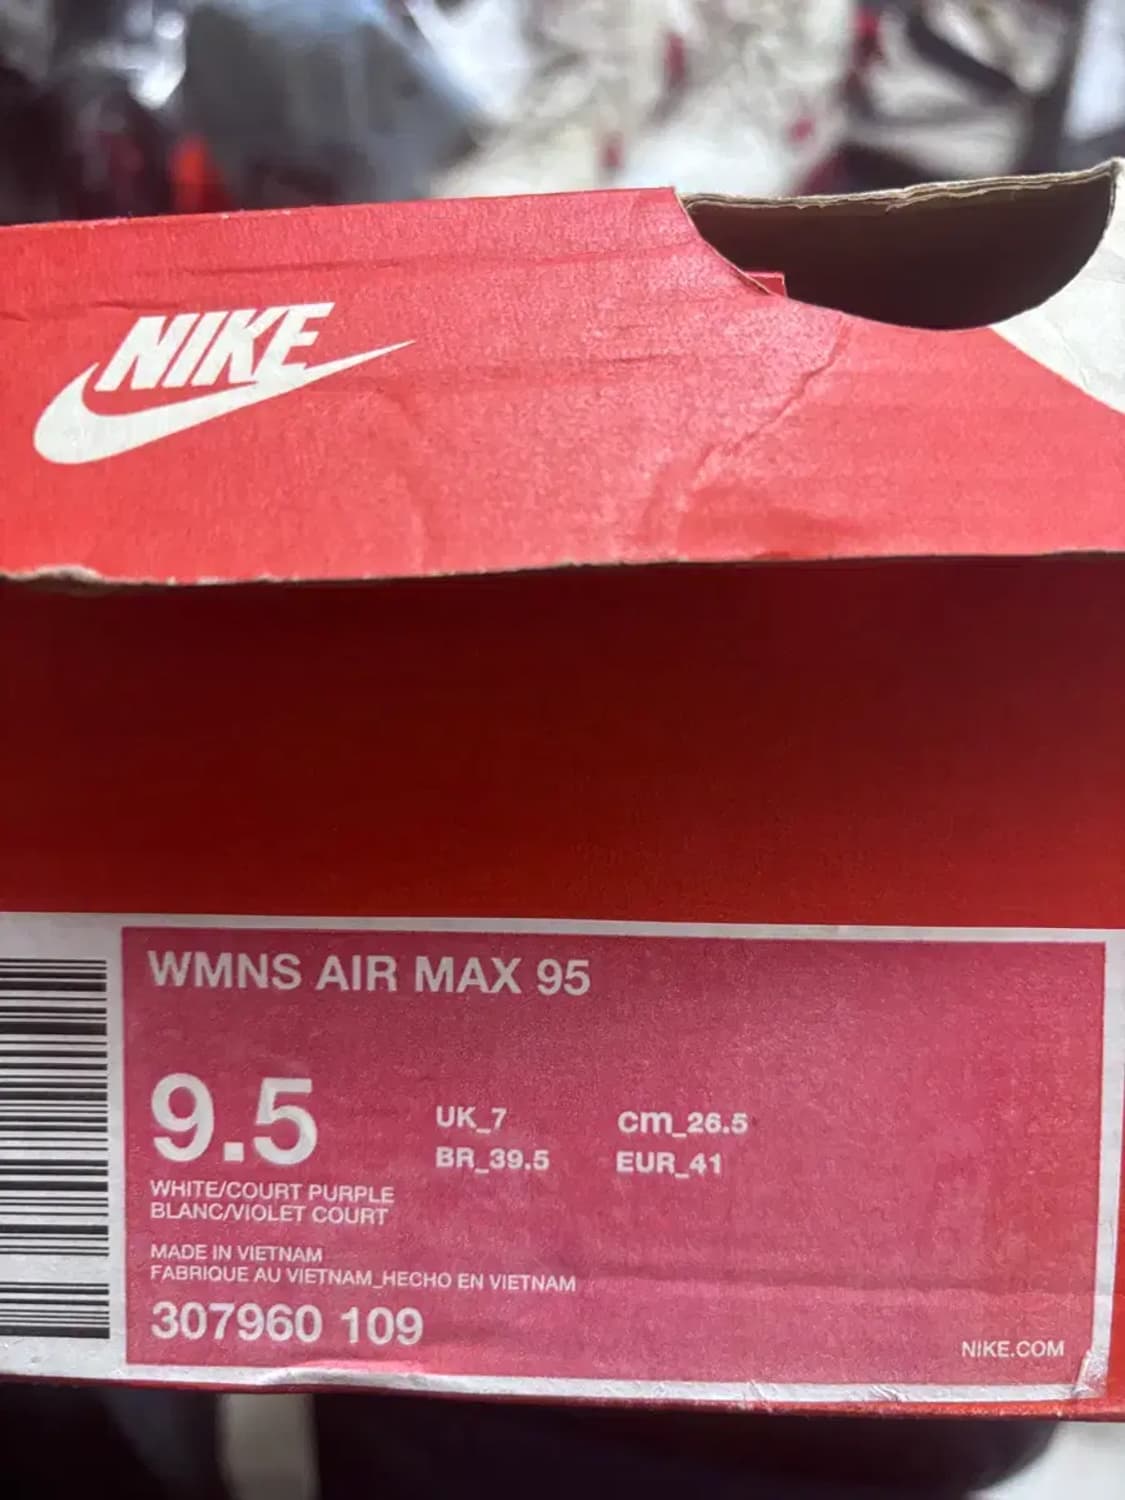 NIKE
WMNS AIR MAX 95
9.5
UK_7
cm_26.5
BR_39.5
EUR_41
WHITE/COURT PURPLE
BLANC/VIOLET COURT
MADE IN VIETNAM
FABRIQUE AU VIETNAM_HECHO EN VIETNAM
307960 109
NIKE.COM